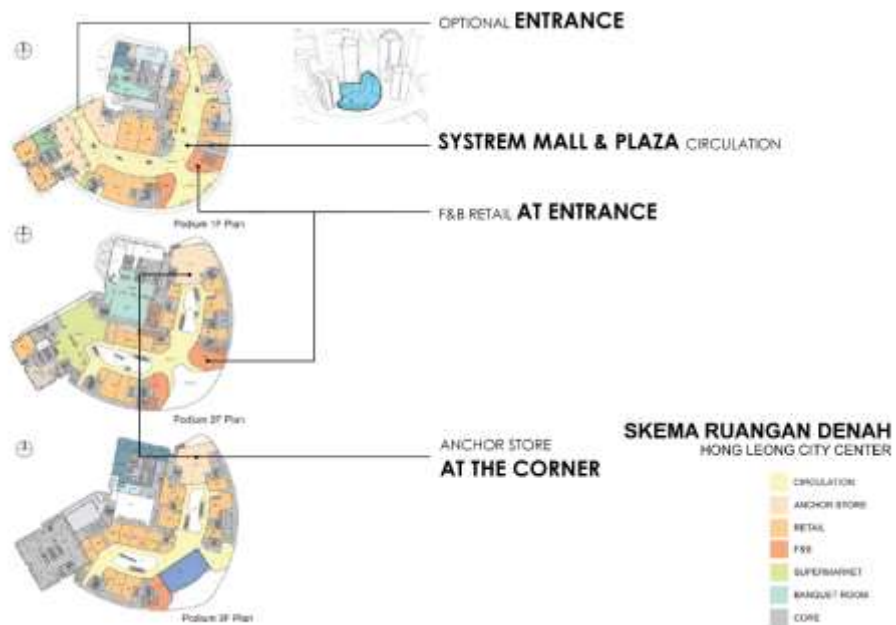 OPTIONAL ENTRANCE
SYSTREM MALL & PLAZA CIRCULATION
F&B RETAIL AT ENTRANCE
Podium 1F Plan
Podium 2F Plan
ANCHOR STORE
AT THE CORNER
Podium 3F Plan
SKEMA RUANGAN DENAH
HONG LEONG CITY CENTER
CIRCULATION
ANCHOR STORE
RETAIL
F&B
SUPERMARKET
BANQUET ROOM
CORE